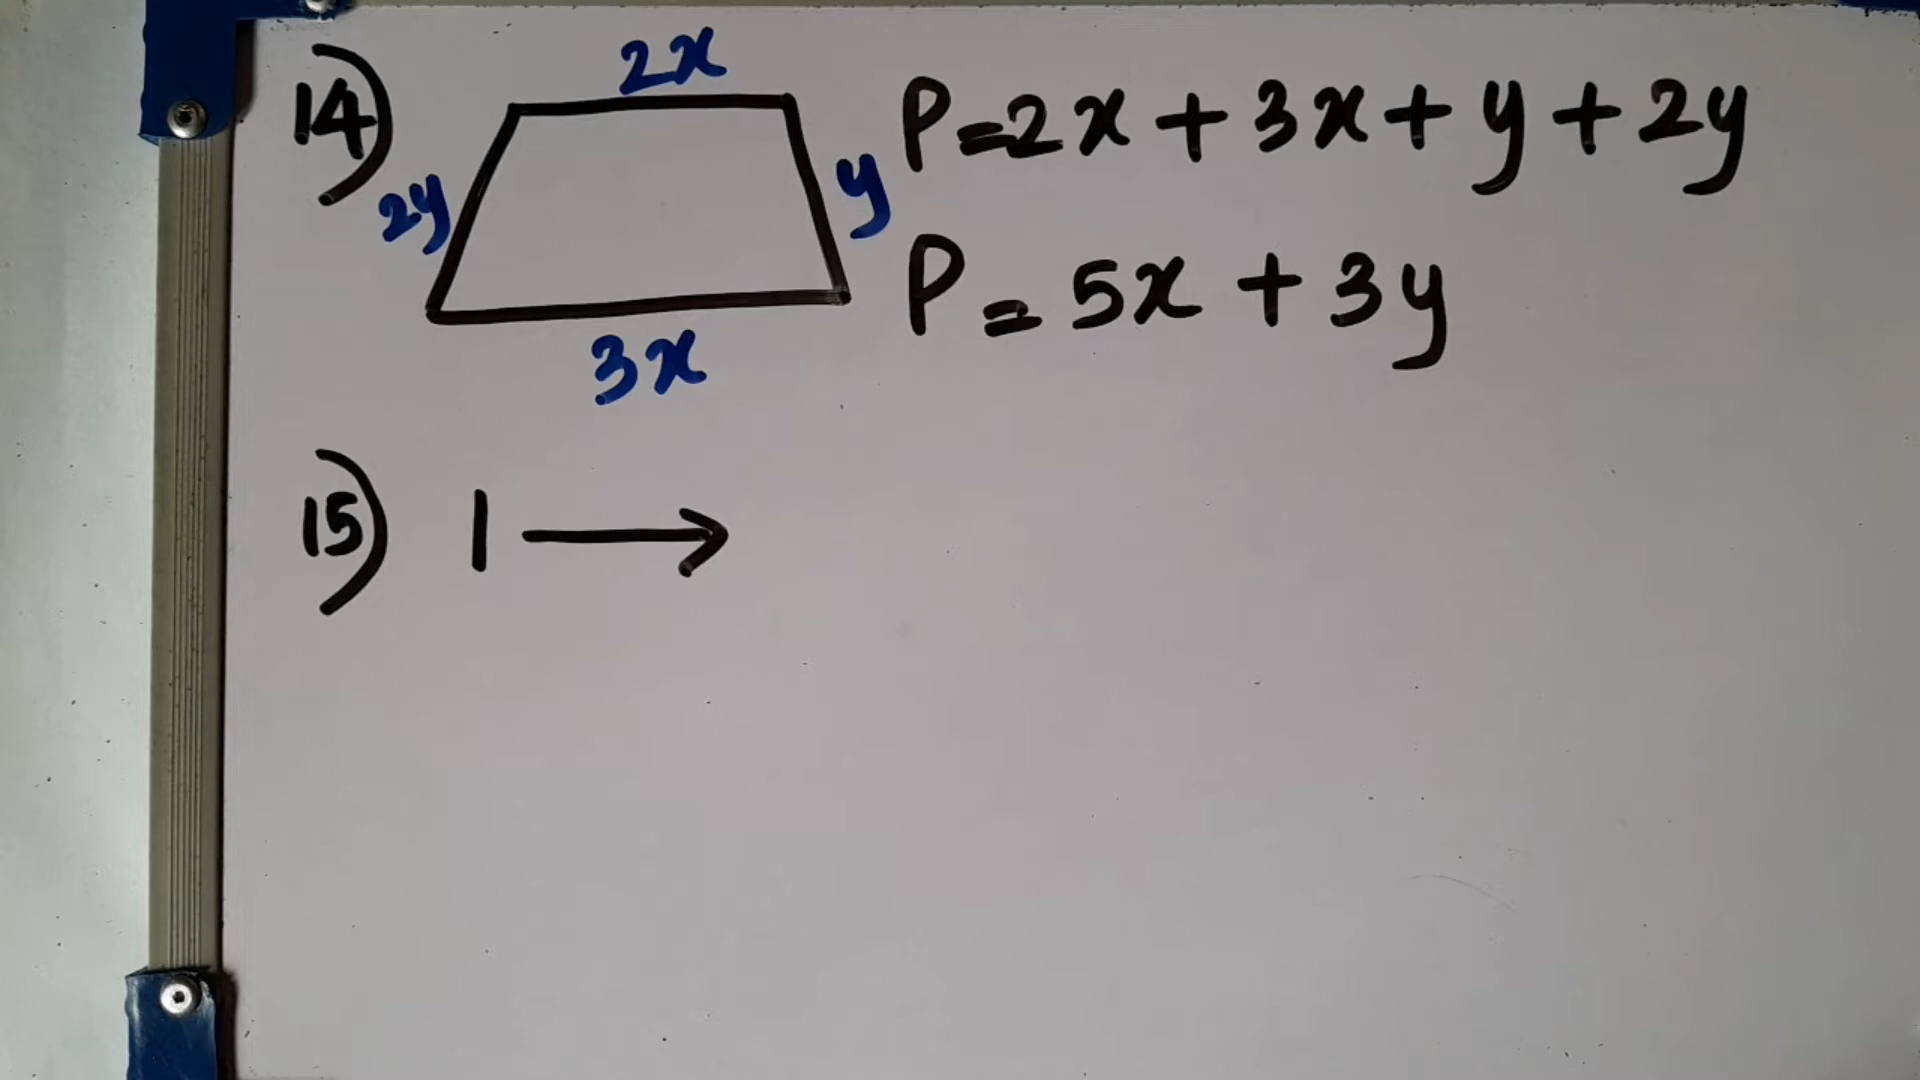 14) 2x
2y
y
3x
P=2x + 3x + y + 2y
P = 5x + 3y
15) 1 →